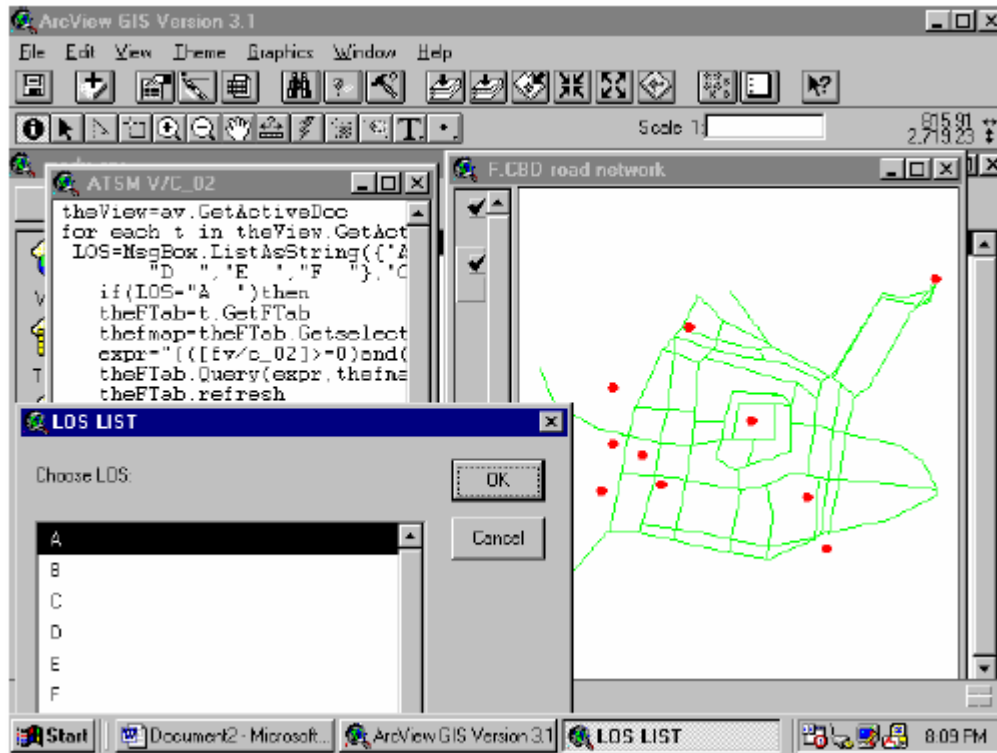 ArcView GIS Version 3.1
File Edit View Theme Graphics Window Help
Scale 1:
915.91
2,719.23
ATSM V/C_02
theView=av.GetActiveDoc
for each t in theView.GetAct
LOS=MsgBox.ListAsString({"A
"D ","E ","F "},"C
if(LOS="A ")then
theFTab=t.GetFTab
thefmap=theFTab.Getselect
expr="(([fv/c_02]>=0)and(
theFTab.Query(expr,thefma
theFTab.refresh
F.CBD road network
V
T
LOS LIST
Choose LOS:
OK
Cancel
A
B
C
D
E
F
Start
Document2 - Microsoft...
ArcView GIS Version 3.1
LOS LIST
8:09 PM